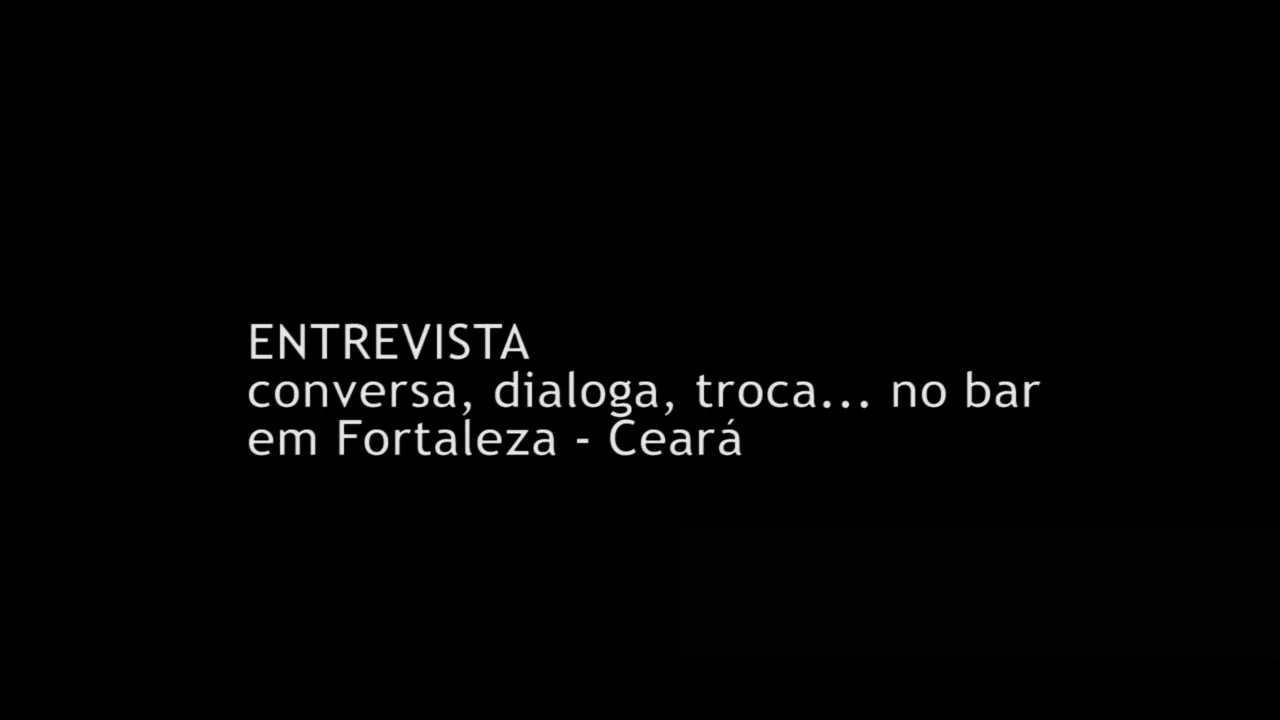 ENTREVISTA
conversa, dialoga, troca... no bar
em Fortaleza - Ceará